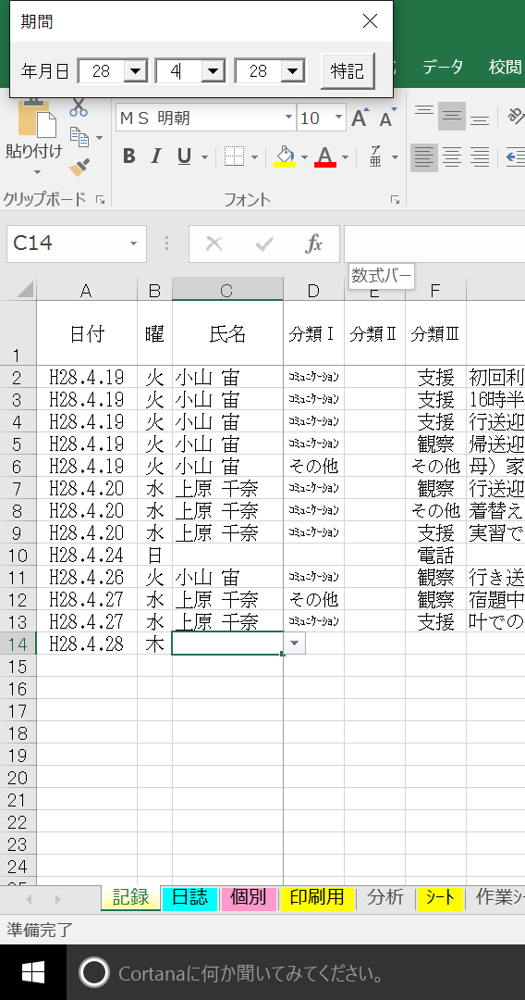 期間
年月日 28 4 28 特記
データ 校閲
貼り付け
クリップボード
ＭＳ 明朝 10
B I U A
ア亜
フォント
C14
fx
数式バー
A B C D E F
1 日付 曜 氏名 分類Ⅰ 分類Ⅱ 分類Ⅲ
2 H28.4.19 火 小山 宙 ｺﾐｭﾆｹｰｼｮﾝ 支援 初回利
3 H28.4.19 火 小山 宙 ｺﾐｭﾆｹｰｼｮﾝ 支援 16時半
4 H28.4.19 火 小山 宙 ｺﾐｭﾆｹｰｼｮﾝ 支援 行送迎
5 H28.4.19 火 小山 宙 ｺﾐｭﾆｹｰｼｮﾝ 観察 帰送迎
6 H28.4.19 火 小山 宙 その他 その他 母）家
7 H28.4.20 水 上原 千奈 ｺﾐｭﾆｹｰｼｮﾝ 観察 行送迎
8 H28.4.20 水 上原 千奈 ｺﾐｭﾆｹｰｼｮﾝ その他 着替え
9 H28.4.20 水 上原 千奈 ｺﾐｭﾆｹｰｼｮﾝ 支援 実習で
10 H28.4.24 日 電話
11 H28.4.26 火 小山 宙 ｺﾐｭﾆｹｰｼｮﾝ 観察 行き送
12 H28.4.27 水 上原 千奈 その他 観察 宿題中
13 H28.4.27 水 上原 千奈 ｺﾐｭﾆｹｰｼｮﾝ 支援 叶での
14 H28.4.28 木
15
16
17
18
19
20
21
22
23
24
記録 日誌 個別 印刷用 分析 ｼｰﾄ 作業シ
準備完了
Cortanaに何か聞いてみてください。